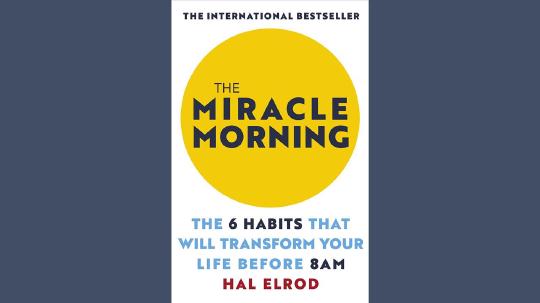 THE INTERNATIONAL BESTSELLER
THE
MIRACLE
MORNING
THE 6 HABITS THAT
WILL TRANSFORM YOUR
LIFE BEFORE 8AM
HAL ELROD